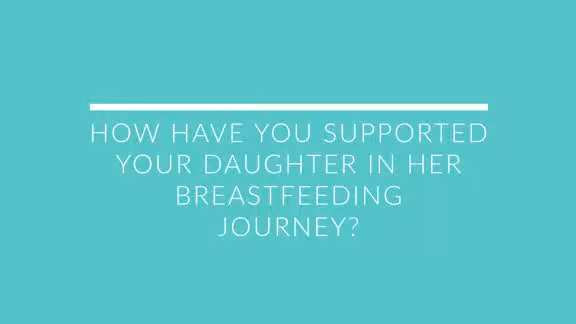 HOW HAVE YOU SUPPORTED
YOUR DAUGHTER IN HER
BREASTFEEDING
JOURNEY?